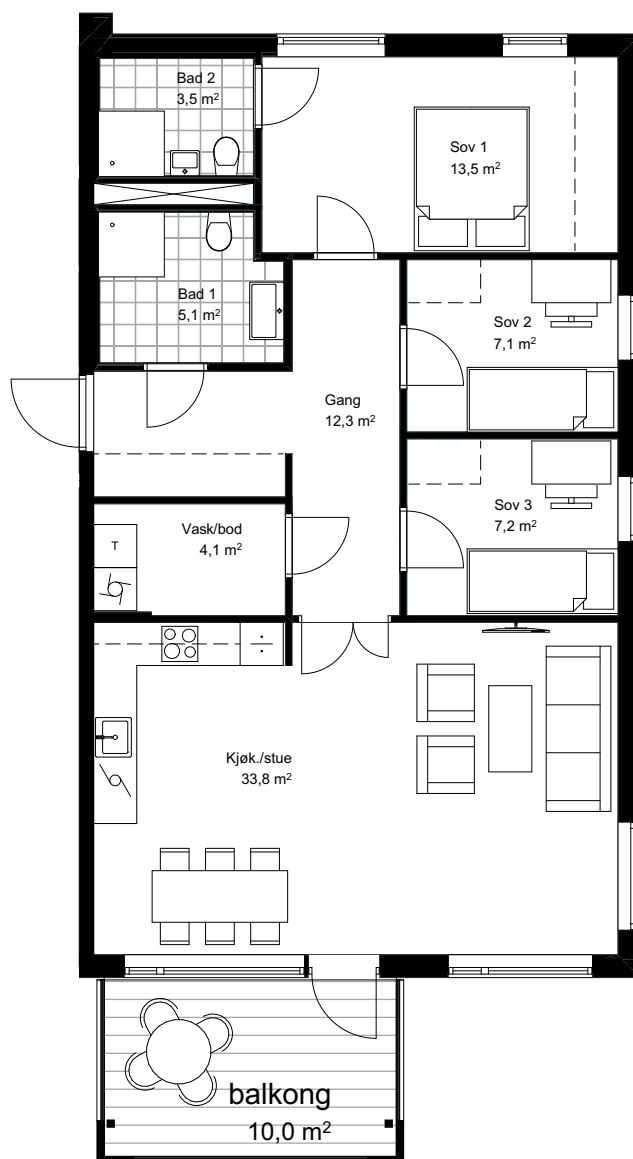 Bad 2
3,5 m²
Sov 1
13,5 m²
Bad 1
5,1 m²
Sov 2
7,1 m²
Gang
12,3 m²
Sov 3
7,2 m²
Vask/bod
4,1 m²
T
Kjøk./stue
33,8 m²
balkong
10,0 m²